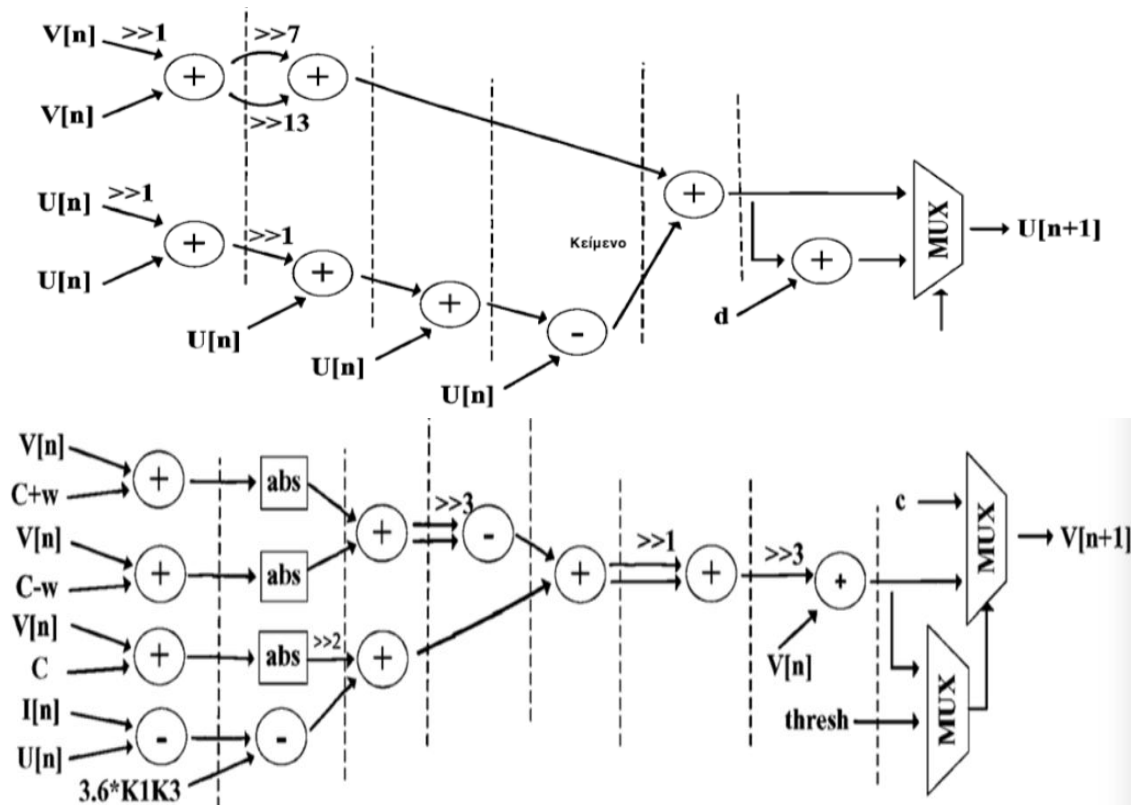 V[n] >>1 >>7
+ +
V[n] >>13
+
U[n] >>1
+ >>1
Κείμενο
MUX
U[n+1]
U[n]
+ +
U[n] + d
U[n] -
U[n]
V[n]
+ abs
C+w
>>3
+ -
V[n]
+ abs
C-w
+ >>1 + >>3 +
c
MUX
V[n+1]
V[n]
+ abs >>2 +
C
V[n]
I[n]
- -
U[n]
thresh
MUX
3.6*K1K3